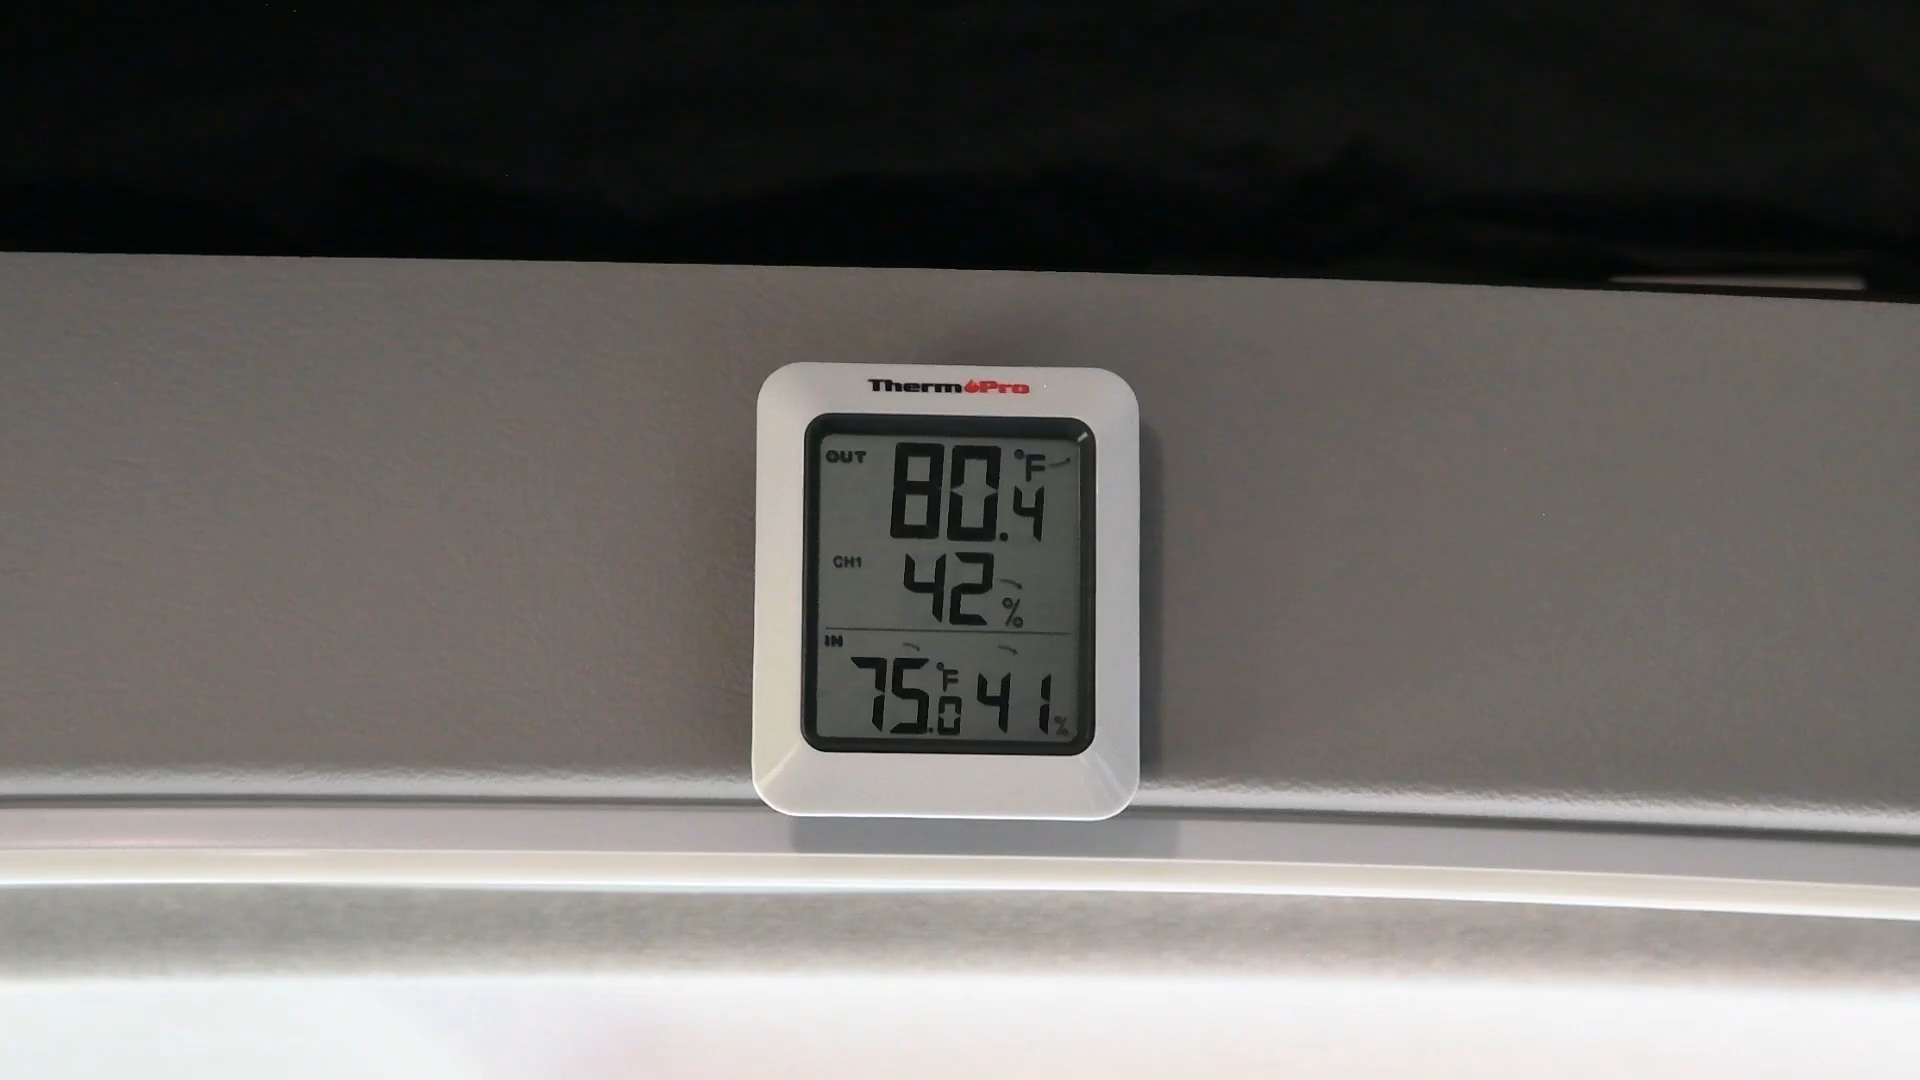 ThermoPro
OUT 80.4 °F
CH1 42 %
IN 75.0 °F 41 %